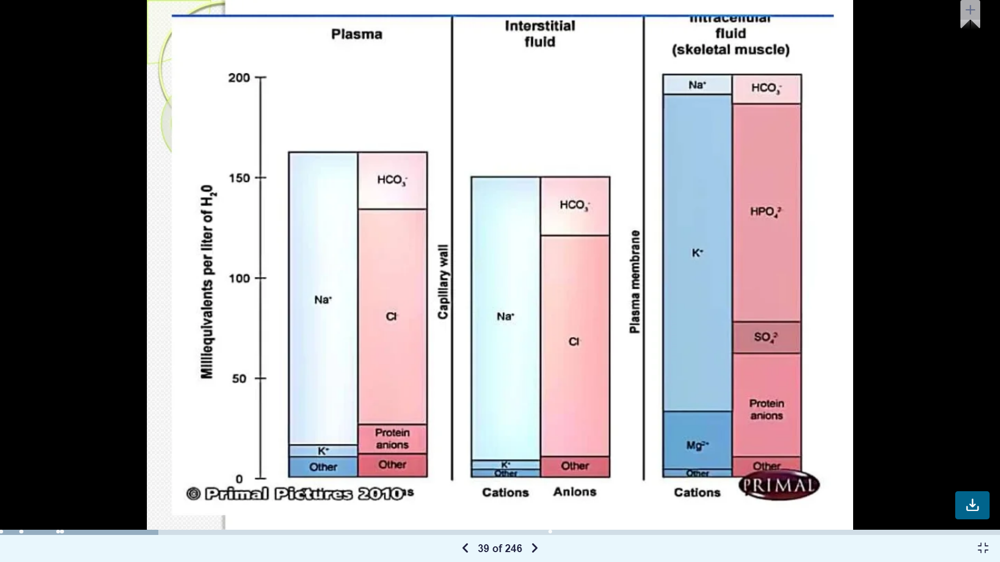 Plasma
Interstitial
fluid
Intracellular
fluid
(skeletal muscle)
Milliequivalents per liter of H₂0
200
150
100
50
0
Na⁺
K⁺
Other
HCO₃⁻
Cl⁻
Protein
anions
Other
Capillary wall
Na⁺
K⁺
Other
HCO₃⁻
Cl⁻
Other
Plasma membrane
Na⁺
K⁺
Mg²⁺
Other
HCO₃⁻
HPO₄²⁻
SO₄²⁻
Protein
anions
Other
Cations Anions
Cations
© Primal Pictures 2010
PRIMAL
39 of 246